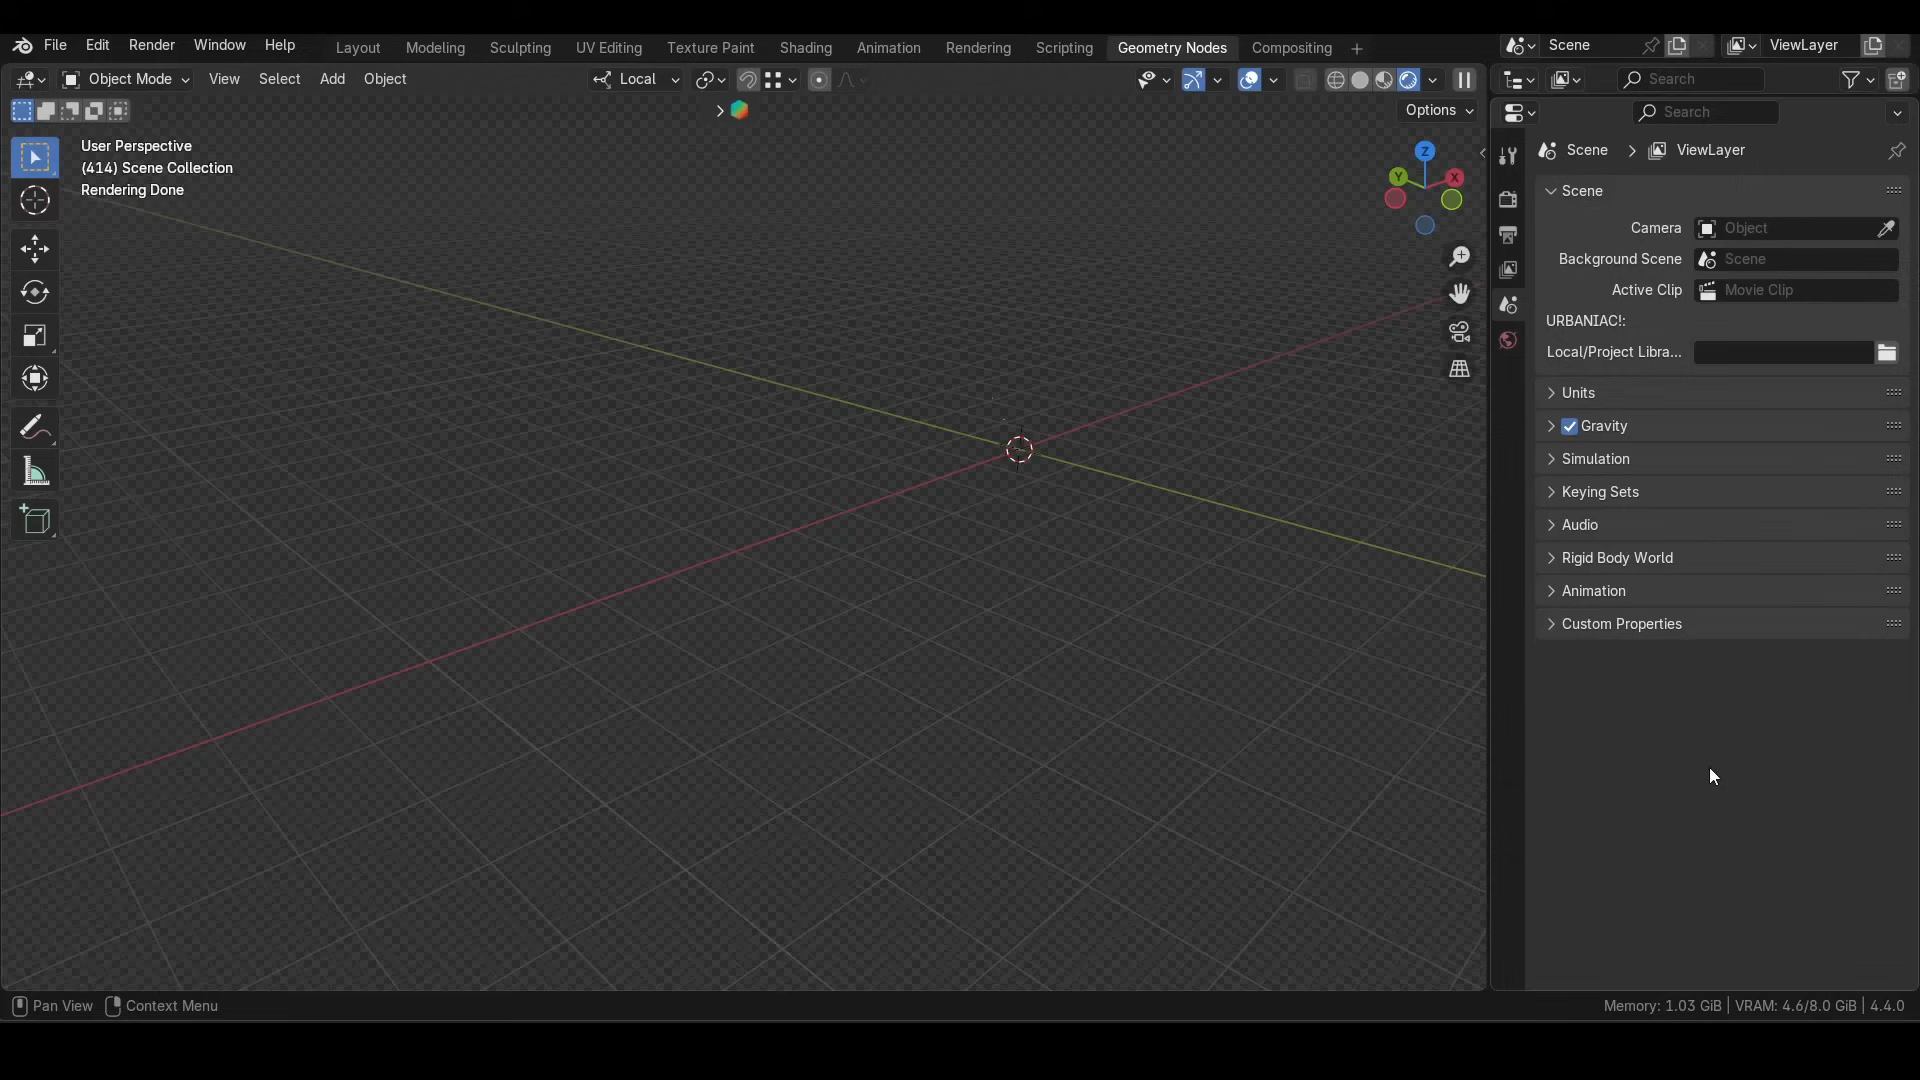 File Edit Render Window Help Layout Modeling Sculpting UV Editing Texture Paint Shading Animation Rendering Scripting Geometry Nodes Compositing + Scene ViewLayer
Object Mode View Select Add Object Local Search
Options Search
User Perspective
(414) Scene Collection
Rendering Done
Z
Y X
Scene > ViewLayer
Scene
Camera Object
Background Scene Scene
Active Clip Movie Clip
URBANIAC!:
Local/Project Libra...
Units
Gravity
Simulation
Keying Sets
Audio
Rigid Body World
Animation
Custom Properties
Pan View Context Menu Memory: 1.03 GiB | VRAM: 4.6/8.0 GiB | 4.4.0